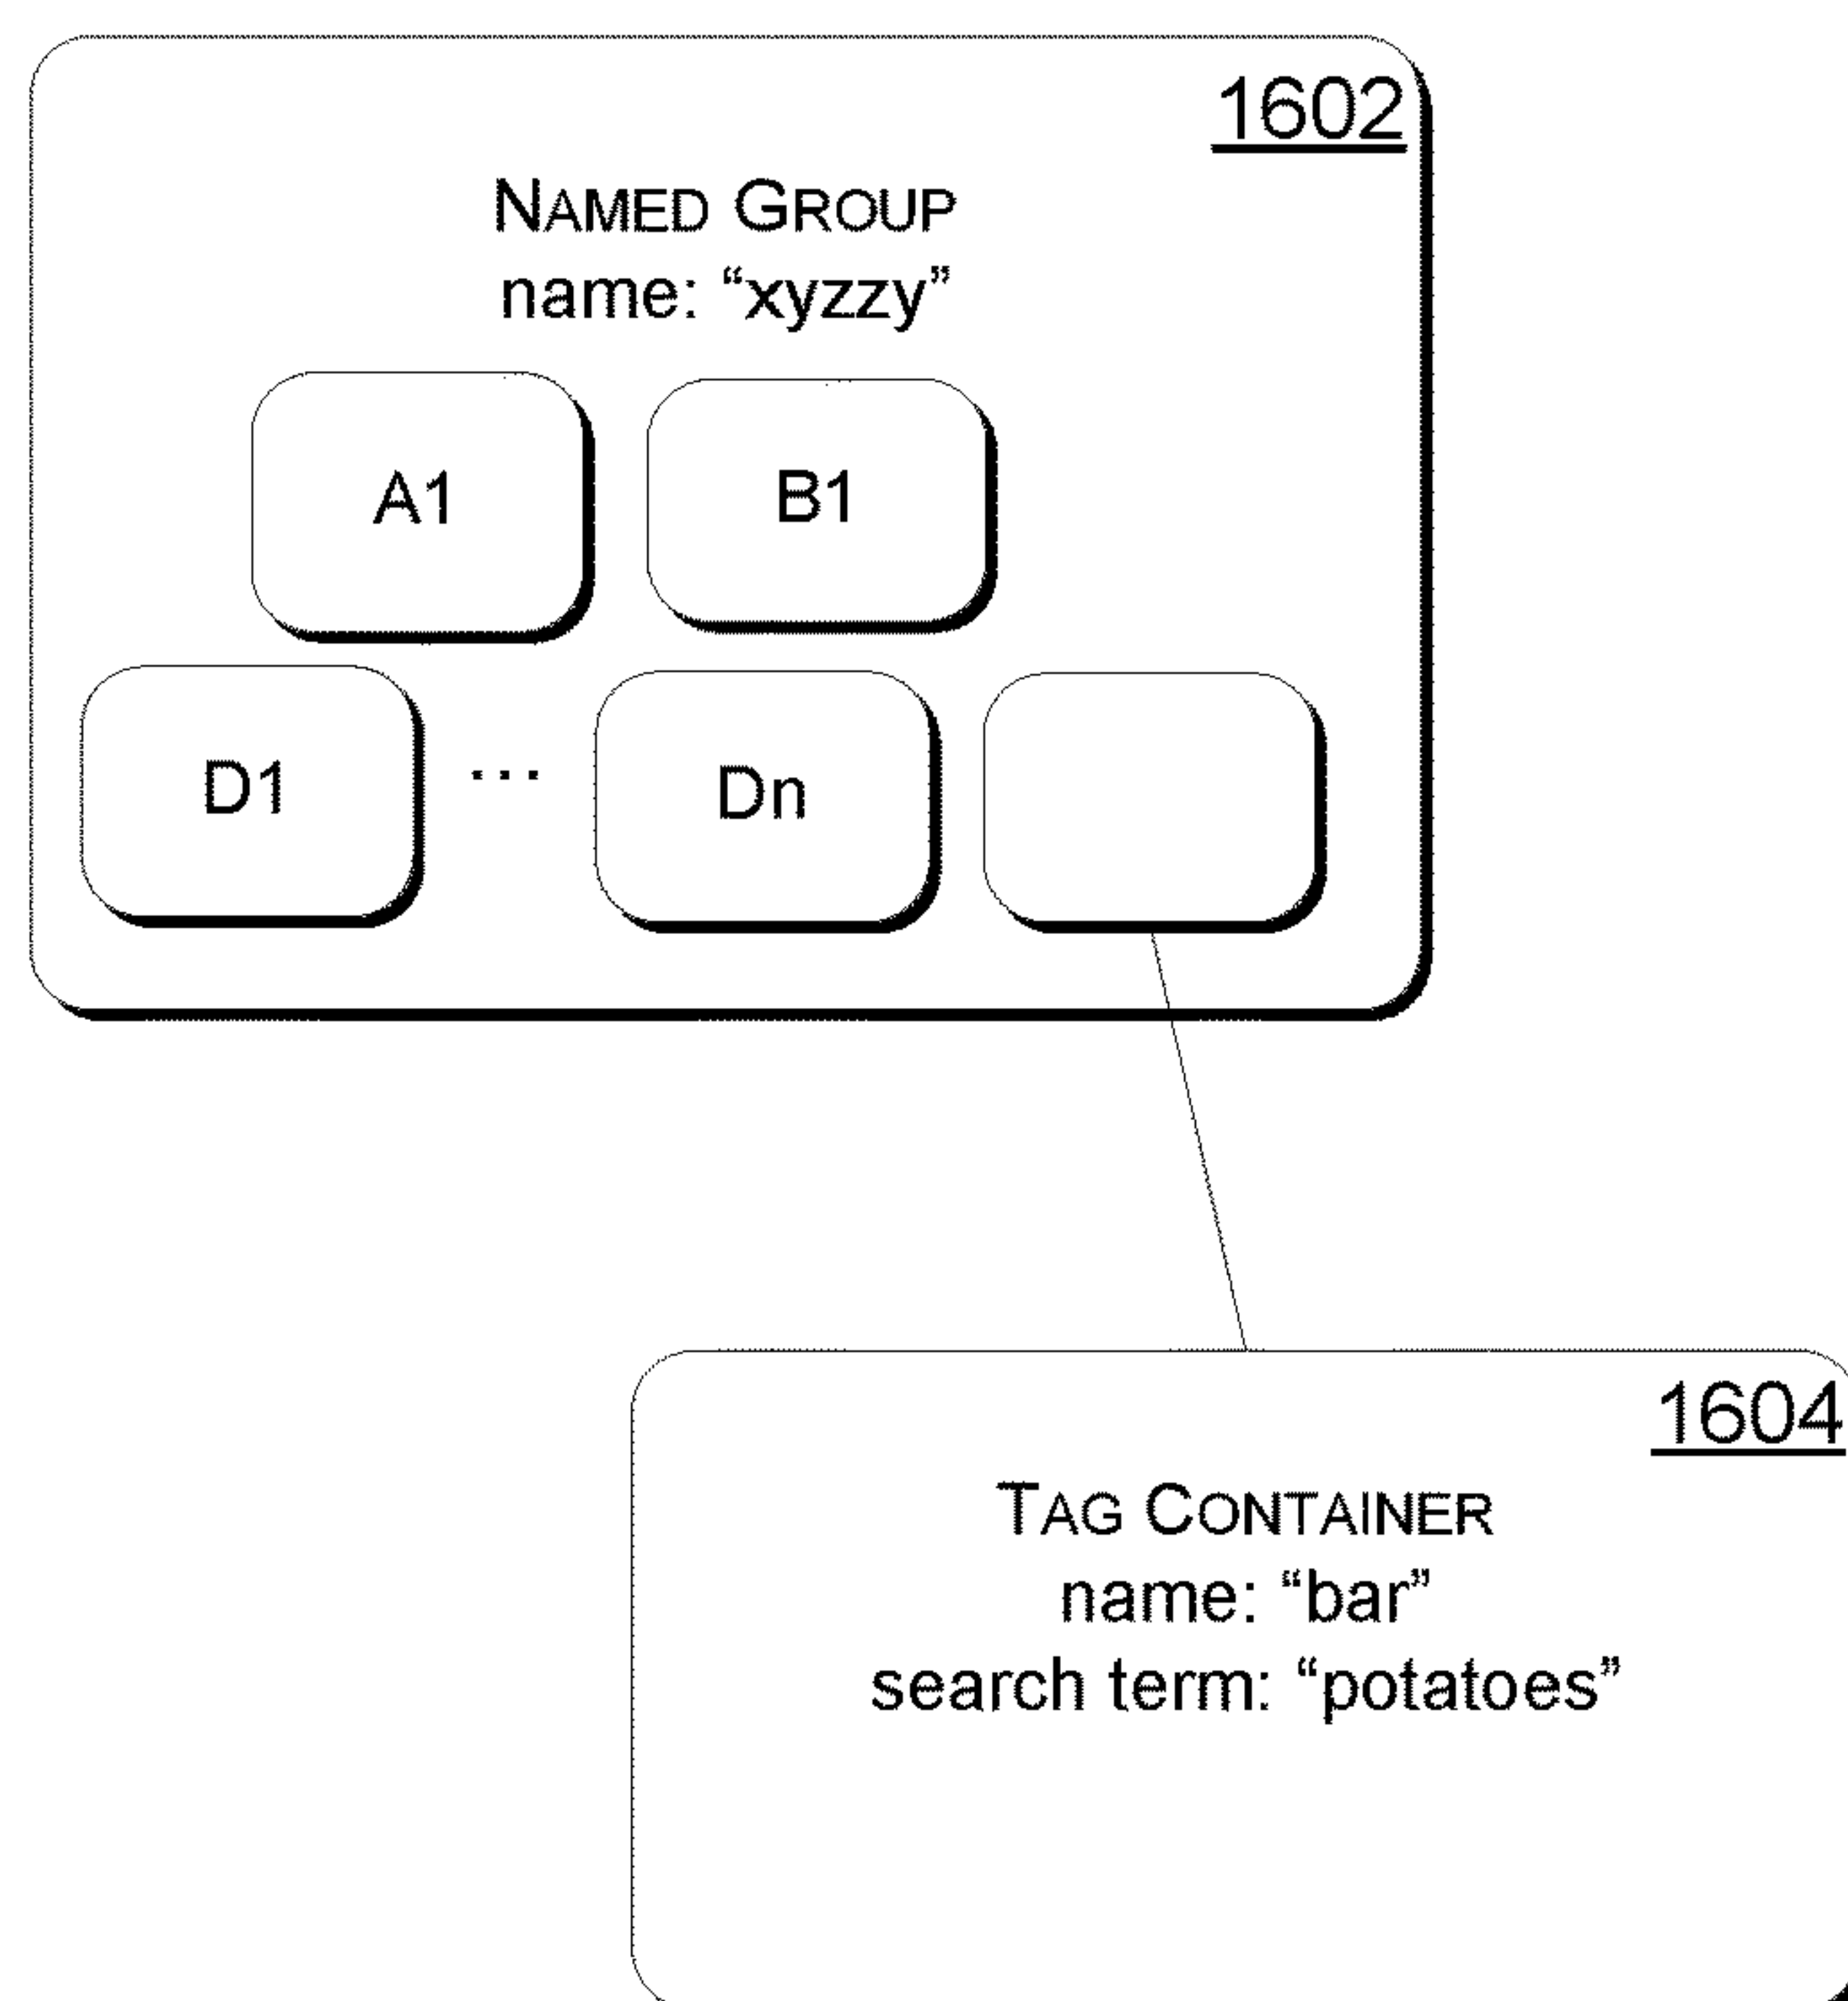 1602
NAMED GROUP
name: “xyzzy”
A1 B1
D1 ... Dn
1604
TAG CONTAINER
name: “bar”
search term: “potatoes”